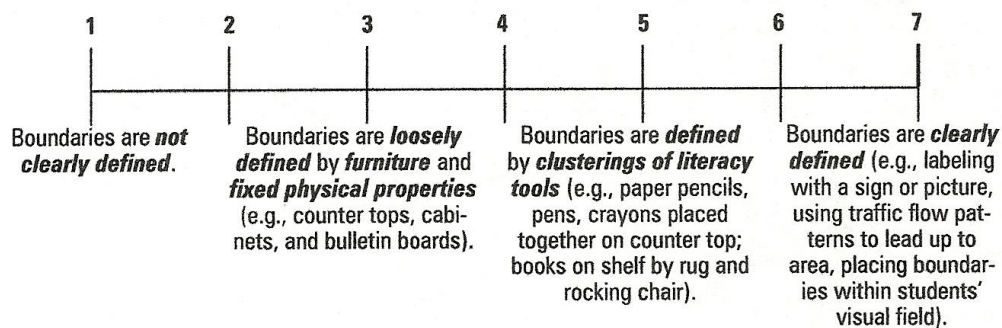 1 2 3 4 5 6 7
Boundaries are not
clearly defined.
Boundaries are loosely
defined by furniture and
fixed physical properties
(e.g., counter tops, cabi-
nets, and bulletin boards).
Boundaries are defined
by clusterings of literacy
tools (e.g., paper pencils,
pens, crayons placed
together on counter top;
books on shelf by rug and
rocking chair).
Boundaries are clearly
defined (e.g., labeling
with a sign or picture,
using traffic flow pat-
terns to lead up to
area, placing boundar-
ies within students'
visual field).